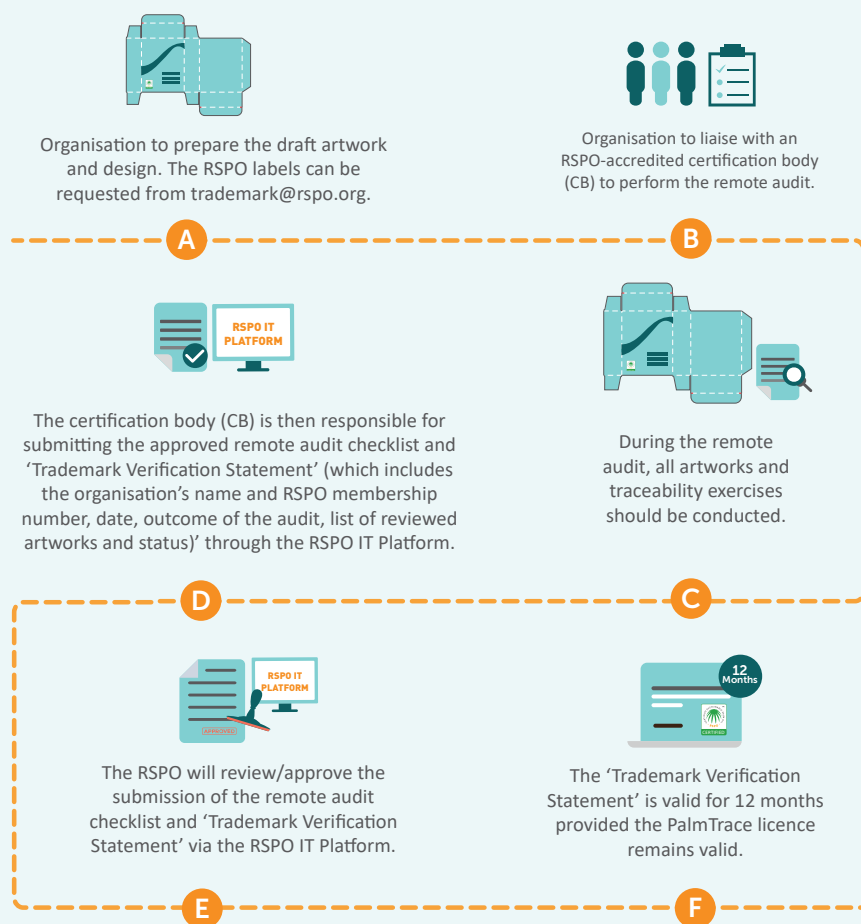 Organisation to prepare the draft artwork
and design. The RSPO labels can be
requested from trademark@rspo.org.
A
Organisation to liaise with an
RSPO-accredited certification body
(CB) to perform the remote audit.
B
During the remote
audit, all artworks and
traceability exercises
should be conducted.
C
RSPO IT
PLATFORM
The certification body (CB) is then responsible for
submitting the approved remote audit checklist and
‘Trademark Verification Statement’ (which includes
the organisation’s name and RSPO membership
number, date, outcome of the audit, list of reviewed
artworks and status)’ through the RSPO IT Platform.
D
RSPO IT
PLATFORM
APPROVED
The RSPO will review/approve the
submission of the remote audit
checklist and ‘Trademark Verification
Statement’ via the RSPO IT Platform.
E
12
Months
CERTIFIED
The ‘Trademark Verification
Statement’ is valid for 12 months
provided the PalmTrace licence
remains valid.
F